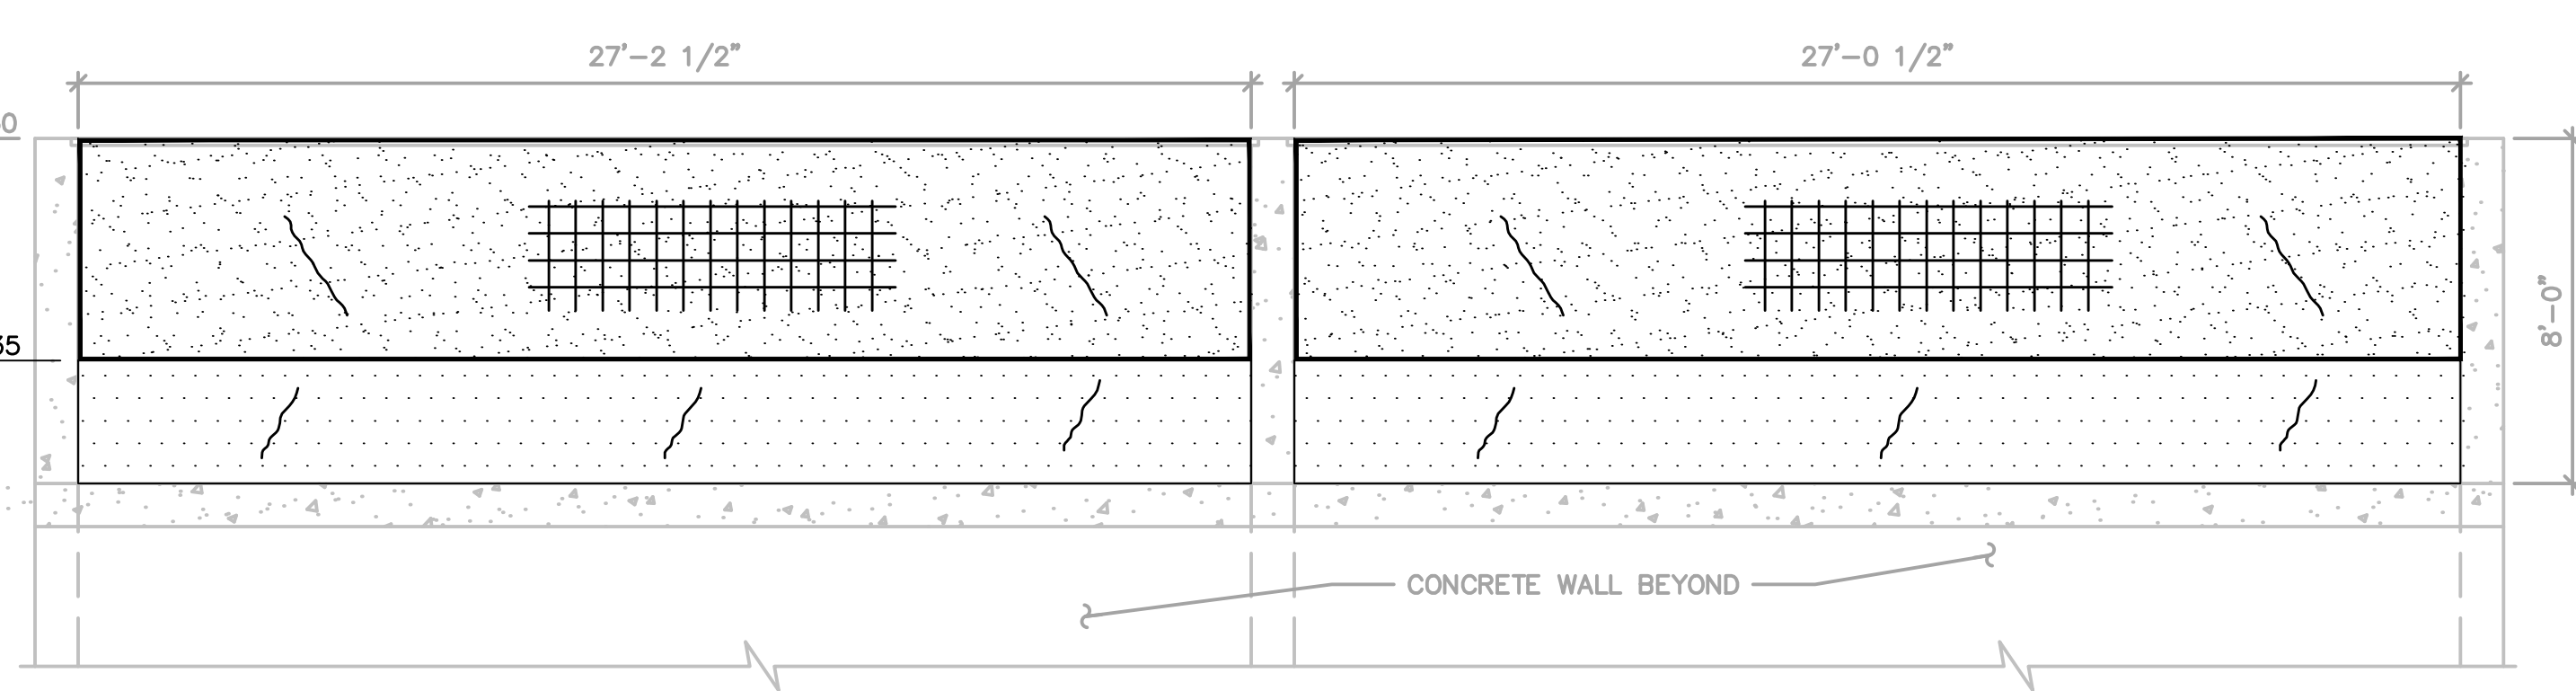 27'-2 1/2"
27'-0 1/2"
8'-0"
CONCRETE WALL BEYOND